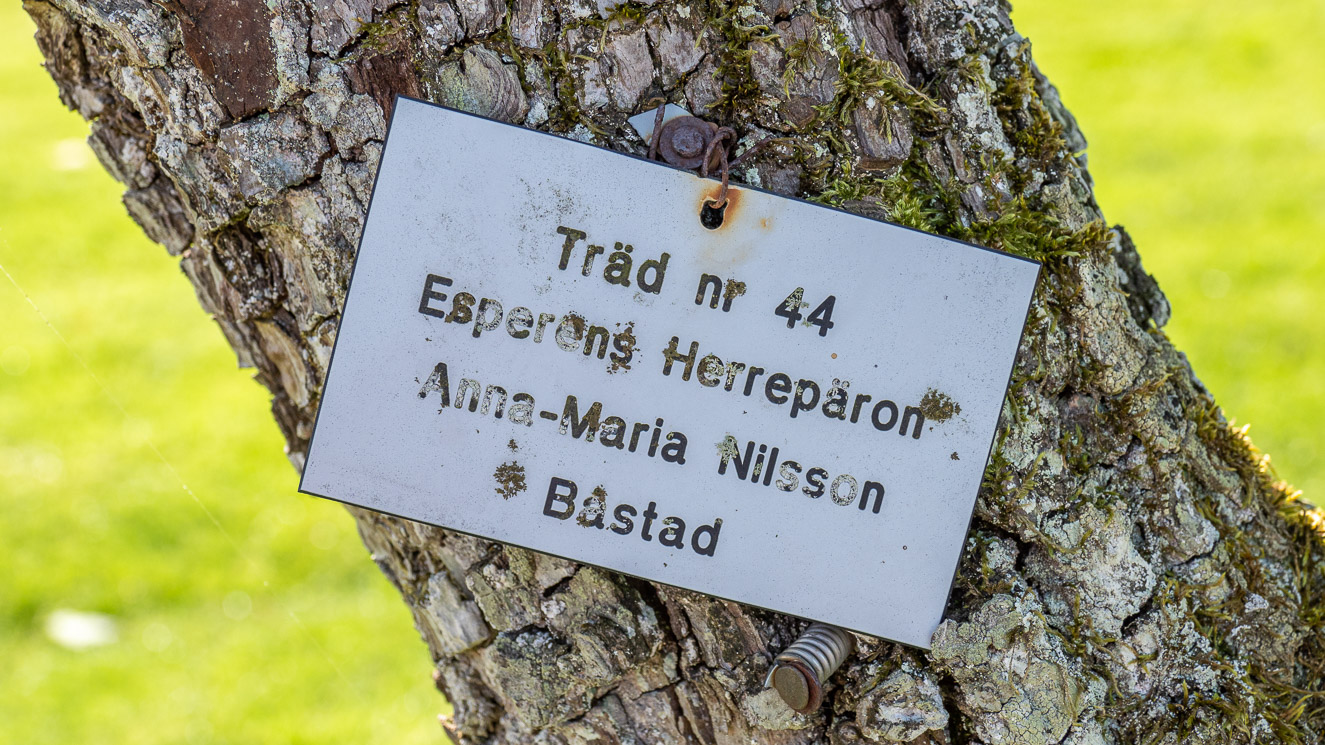 Träd nr 44
Esperens Herrepäron
Anna-Maria Nilsson
Båstad